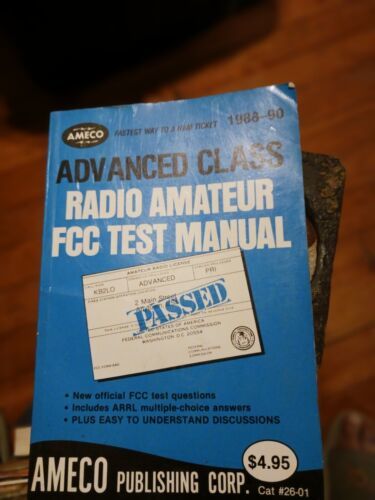 AMECO
FASTEST WAY TO A HAM TICKET
1988-90
ADVANCED CLASS
RADIO AMATEUR
FCC TEST MANUAL
AMATEUR RADIO LICENSE
KB2LO
ADVANCED
PRI
2 Main Street
PASSED
UNITED STATES OF AMERICA
FEDERAL COMMUNICATIONS COMMISSION
WASHINGTON D.C. 20554
• New official FCC test questions
• Includes ARRL multiple-choice answers
• PLUS EASY TO UNDERSTAND DISCUSSIONS
$4.95
AMECO PUBLISHING CORP. Cat #26-01